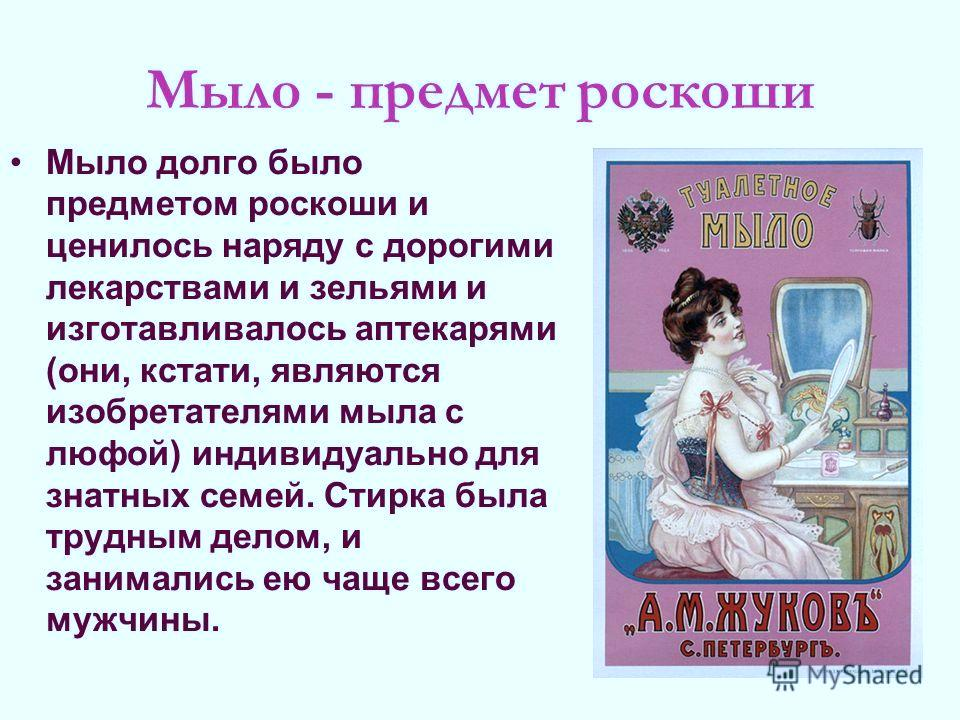 Мыло - предмет роскоши
• Мыло долго было
предметом роскоши и
ценилось наряду с дорогими
лекарствами и зельями и
изготавливалось аптекарями
(они, кстати, являются
изобретателями мыла с
люфой) индивидуально для
знатных семей. Стирка была
трудным делом, и
занимались ею чаще всего
мужчины.
ТУАЛЕТНОЕ
МЫЛО
„А.М.ЖУКОВЪ“
С.ПЕТЕРБУРГЪ.
MyShared